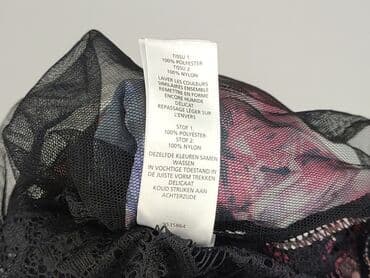 TISSU 1:
100% POLYESTER
TISSU 2:
100% NYLON
LAVER LES COULEURS
SIMILAIRES ENSEMBLE
REMETTRE EN FORME
ENCORE HUMIDE
DELICAT
REPASSAGE LÉGER SUR
L'ENVERS
STOF 1:
100% POLYESTER
STOF 2:
100% NYLON
DEZELFDE KLEUREN SAMEN
WASSEN
IN VOCHTIGE TOESTAND IN
DE JUISTE VORM TREKKEN
DELICAAT
KOUD STRIJKEN AAN
ACHTERZIJDE